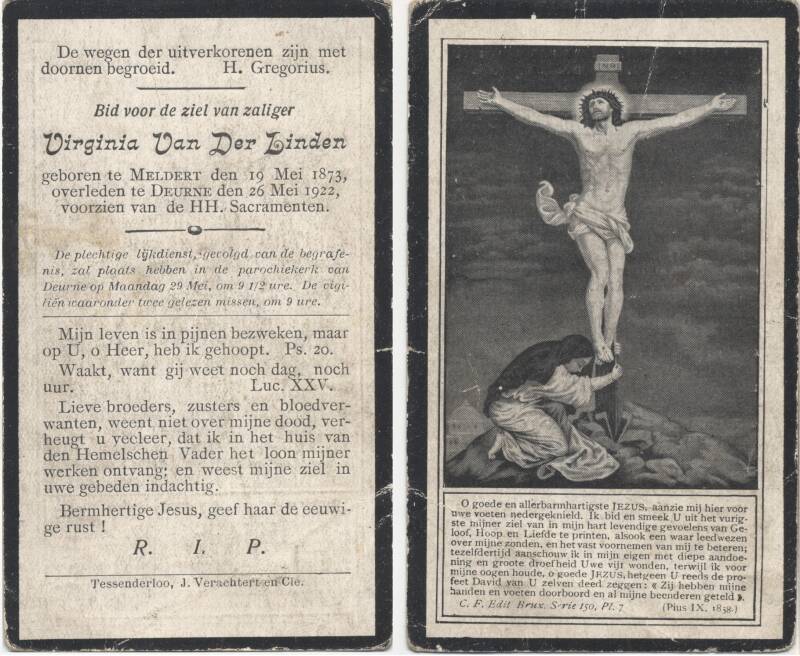 De wegen der uitverkorenen zijn met
doornen begroeid. H. Gregorius.
Bid voor de ziel van zaliger
Virginia Van Der Linden
geboren te MELDERT den 19 Mei 1873,
overleden te DEURNE den 26 Mei 1922,
voorzien van de HH. Sacramenten.
De plechtige lijkdienst, gevolgd van de begrafe-
nis, zal plaats hebben in de parochiekerk van
Deurne op Maandag 29 Mei, om 9 1/2 ure. De vigi-
liën waaronder twee gelezen missen, om 9 ure.
Mijn leven is in pijnen bezweken, maar
op U, o Heer, heb ik gehoopt. Ps. 20.
Waakt, want gij weet noch dag, noch
uur. Luc. XXV.
Lieve broeders, zusters en bloedver-
wanten, weent niet over mijne dood, ver-
heugt u veeleer, dat ik in het huis van
den Hemelschen Vader het loon mijner
werken ontvang; en weest mijne ziel in
uwe gebeden indachtig.
Bermhertige Jesus, geef haar de eeuwi-
ge rust !
R. I. P.
Tessenderloo, J. Verachtert en Cie.
INRI
O goede en allerbarmhartigste JEZUS, aanzie mij hier voor
uwe voeten nedergeknield. Ik bid en smeek U uit het vurig-
ste mijner ziel van in mijn hart levendige gevoelens van Ge-
loof, Hoop en Liefde te printen, alsook een waar leedwezen
over mijne zonden, en het vast voornemen van mij te beteren;
tezelfdertijd aanschouw ik in mijn eigen met diepe aandoe-
ning en groote droefheid Uwe vijt wonden, terwijl ik voor
mijne oogen houde, o goede JEZUS, hetgeen U reeds de pro-
feet David van U zelven deed zeggen: « Zij hebben mijne
handen en voeten doorboord en al mijne beenderen geteld ».
C. F. Edit Brux. Serie 150, Pl. 7 (Pius IX. 1858.)